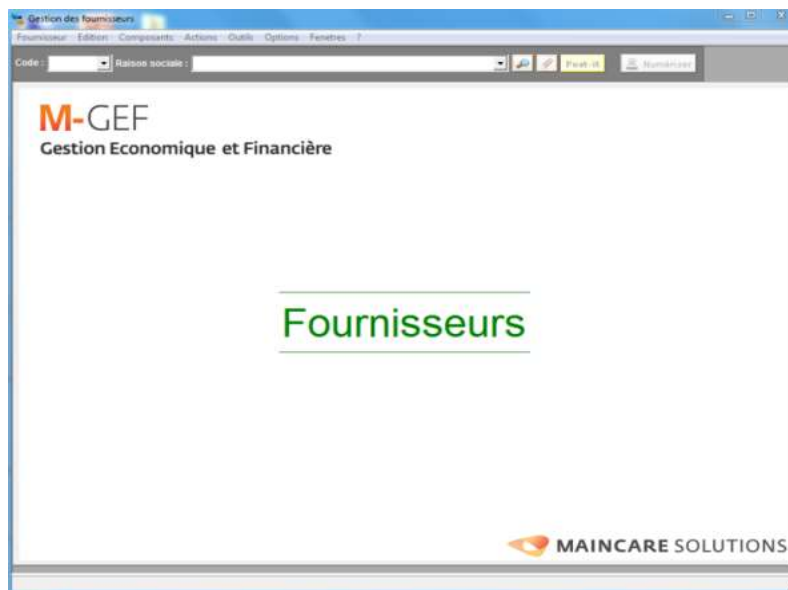 Gestion des fournisseurs
Fournisseur Edition Composants Actions Outils Options Fenetres ?
Code : Raison sociale : Post-it Numériser
M-GEF
Gestion Economique et Financière
Fournisseurs
MAINCARE SOLUTIONS